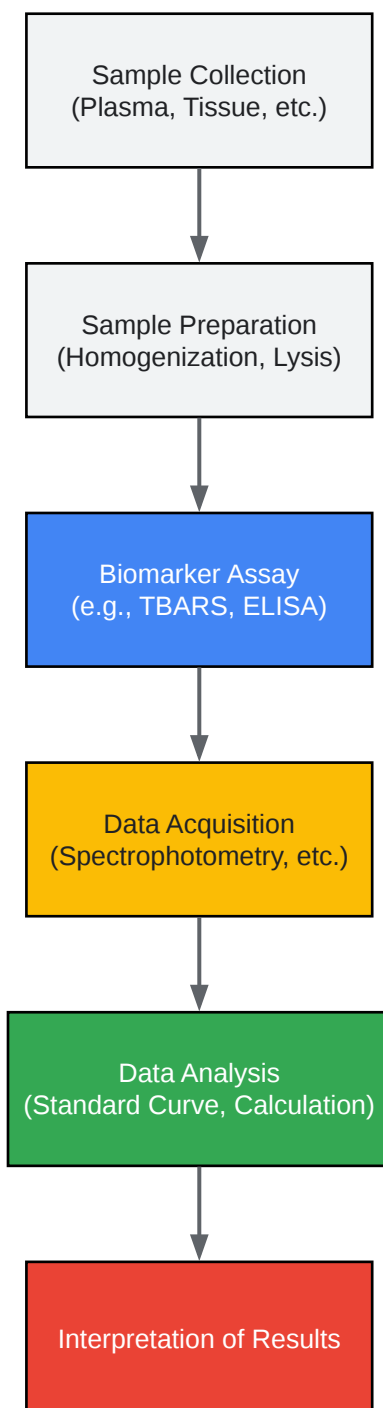 Sample Collection
(Plasma, Tissue, etc.)
Sample Preparation
(Homogenization, Lysis)
Biomarker Assay
(e.g., TBARS, ELISA)
Data Acquisition
(Spectrophotometry, etc.)
Data Analysis
(Standard Curve, Calculation)
Interpretation of Results